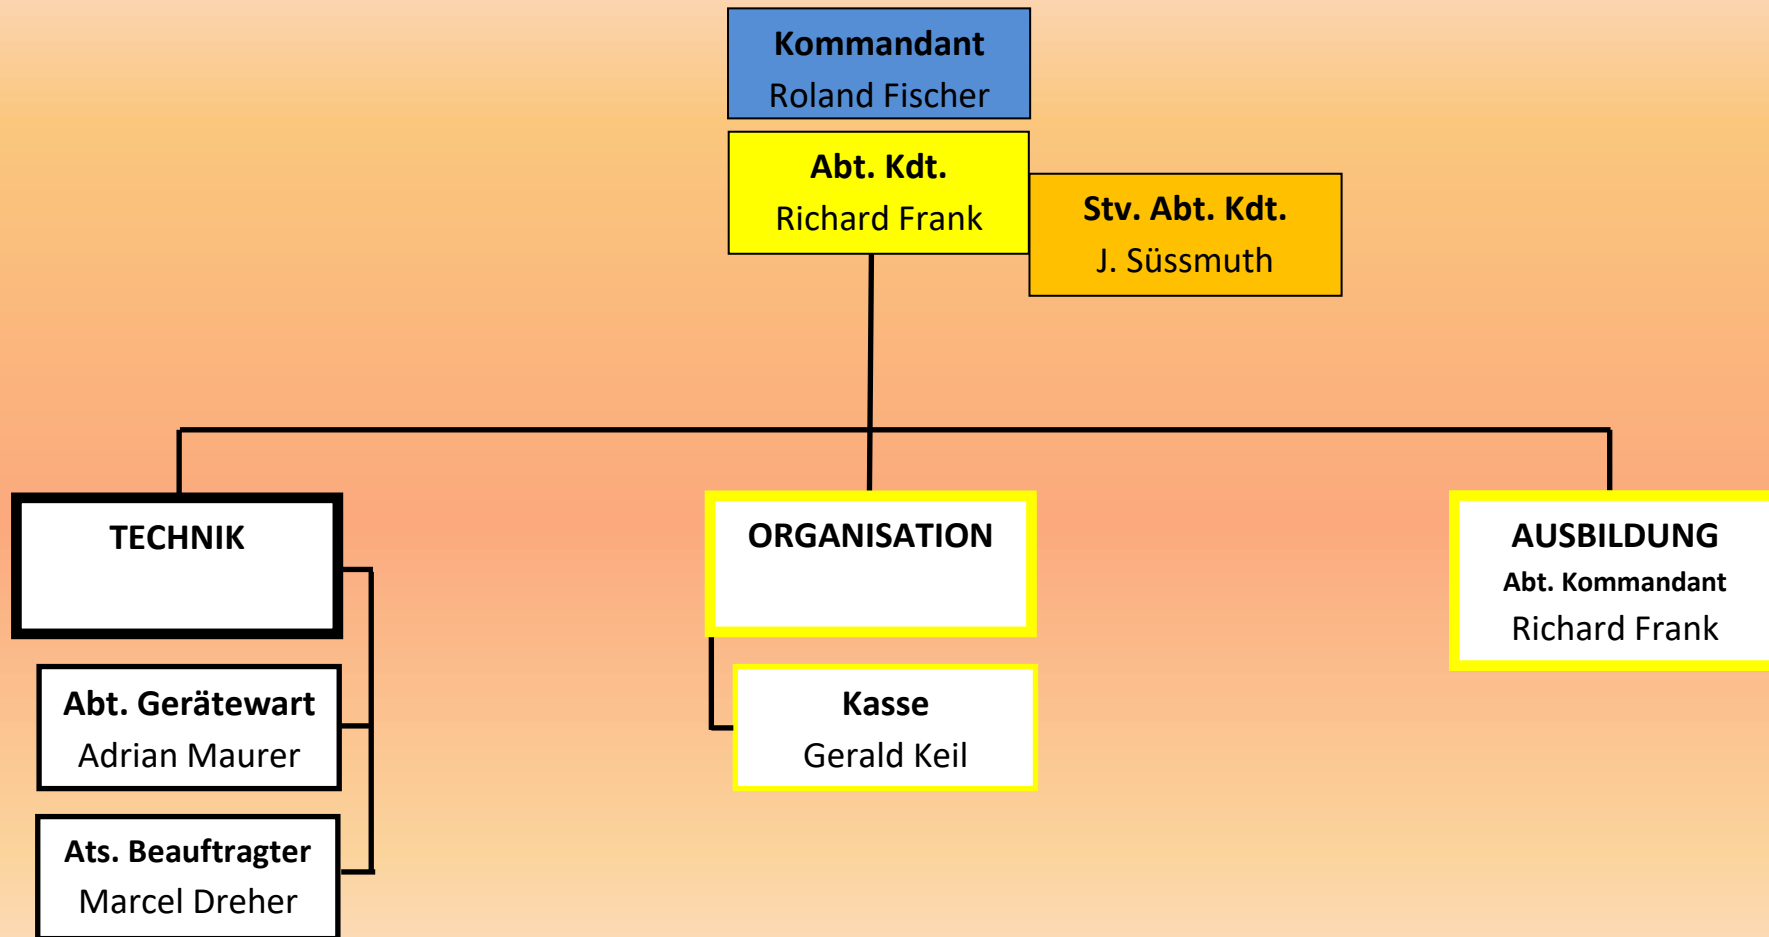 Kommandant
Roland Fischer
Abt. Kdt.
Richard Frank
Stv. Abt. Kdt.
J. Süssmuth
TECHNIK
Abt. Gerätewart
Adrian Maurer
Ats. Beauftragter
Marcel Dreher
ORGANISATION
Kasse
Gerald Keil
AUSBILDUNG
Abt. Kommandant
Richard Frank